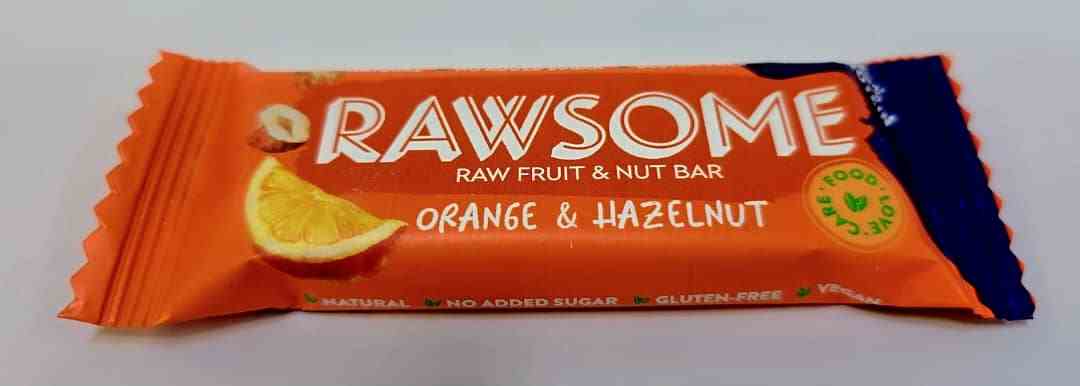 RAWSOME
RAW FRUIT & NUT BAR
ORANGE & HAZELNUT
CARE · FOOD · LOVE ·
NATURAL NO ADDED SUGAR GLUTEN-FREE VEGAN